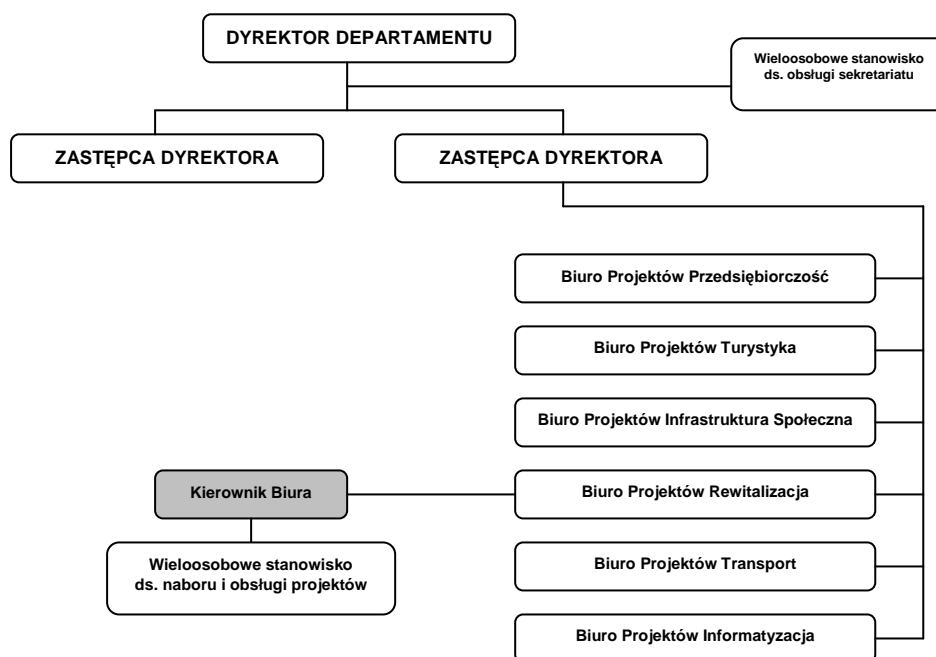 DYREKTOR DEPARTAMENTU
Wieloosobowe stanowisko
ds. obsługi sekretariatu
ZASTĘPCA DYREKTORA
ZASTĘPCA DYREKTORA
Biuro Projektów Przedsiębiorczość
Biuro Projektów Turystyka
Biuro Projektów Infrastruktura Społeczna
Kierownik Biura
Biuro Projektów Rewitalizacja
Wieloosobowe stanowisko
ds. naboru i obsługi projektów
Biuro Projektów Transport
Biuro Projektów Informatyzacja